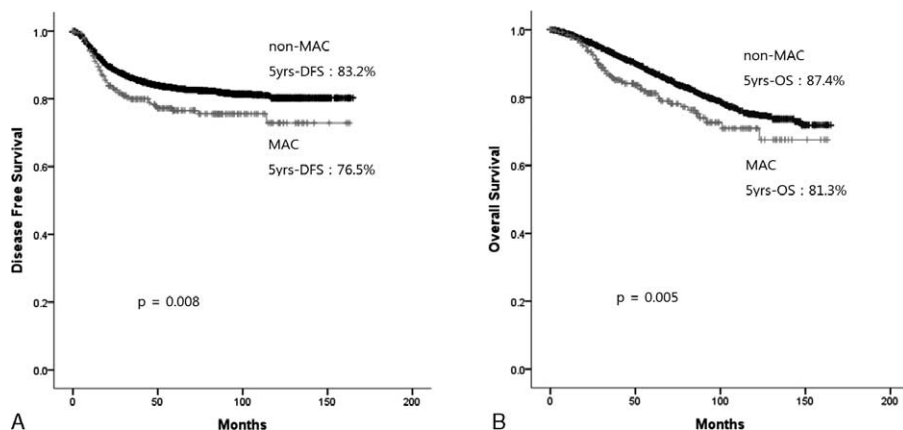 1.0
0.8
0.6
0.4
0.2
0.0
Disease Free Survival
non-MAC
5yrs-DFS : 83.2%
MAC
5yrs-DFS : 76.5%
p = 0.008
0
50
100
150
200
Months
A
1.0
0.8
0.6
0.4
0.2
0.0
Overall Survival
non-MAC
5yrs-OS : 87.4%
MAC
5yrs-OS : 81.3%
p = 0.005
0
50
100
150
200
Months
B